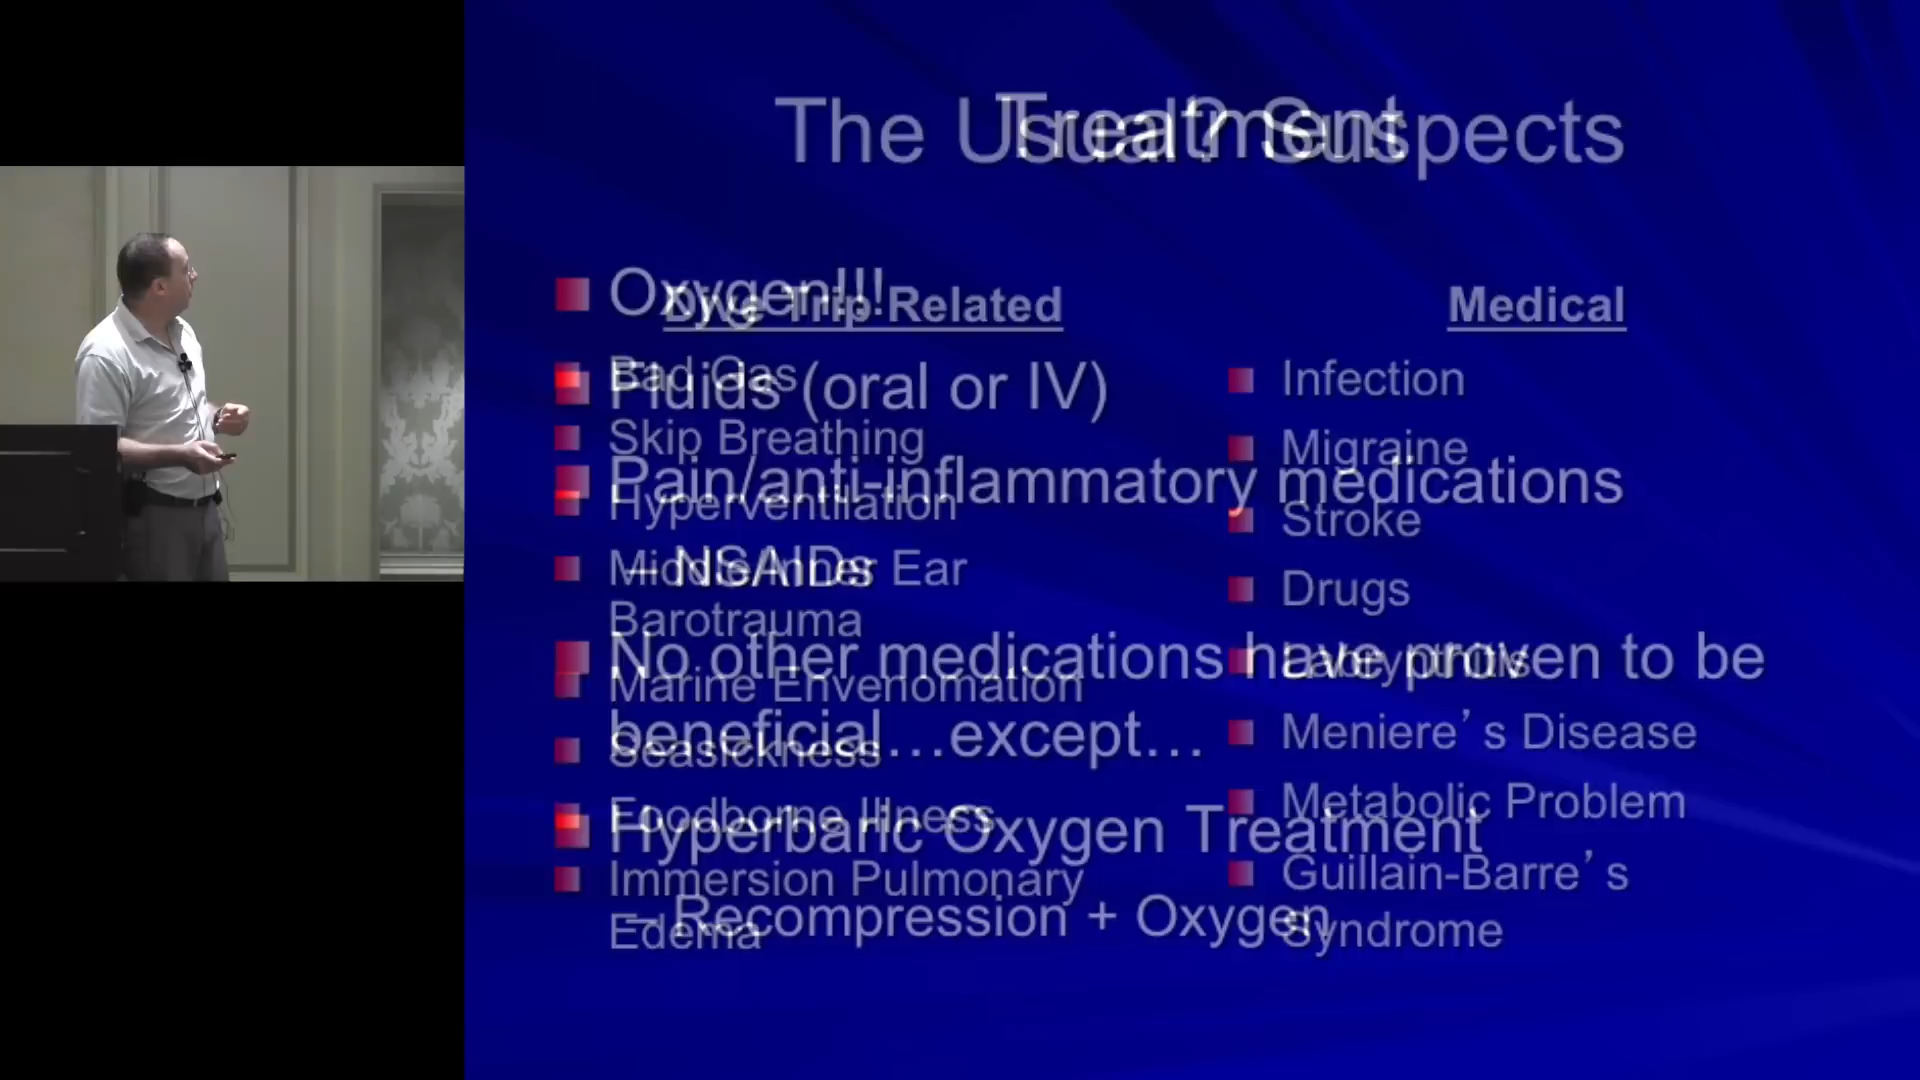 The Usual? Suspects
Dive Trip Related
Bad Gas
Skip Breathing
Hyperventilation
Middle/Inner Ear
Barotrauma
Marine Envenomation
Seasickness
Foodborne Illness
Immersion Pulmonary
Edema
Medical
Infection
Migraine
Stroke
Drugs
Labrynthitis
Meniere’s Disease
Metabolic Problem
Guillain-Barre’s
Syndrome
Treatment
Oxygen!!!
Fluids (oral or IV)
Pain/anti-inflammatory medications
– NSAIDs
No other medications have proven to be
beneficial…except…
Hyperbaric Oxygen Treatment
– Recompression + Oxygen